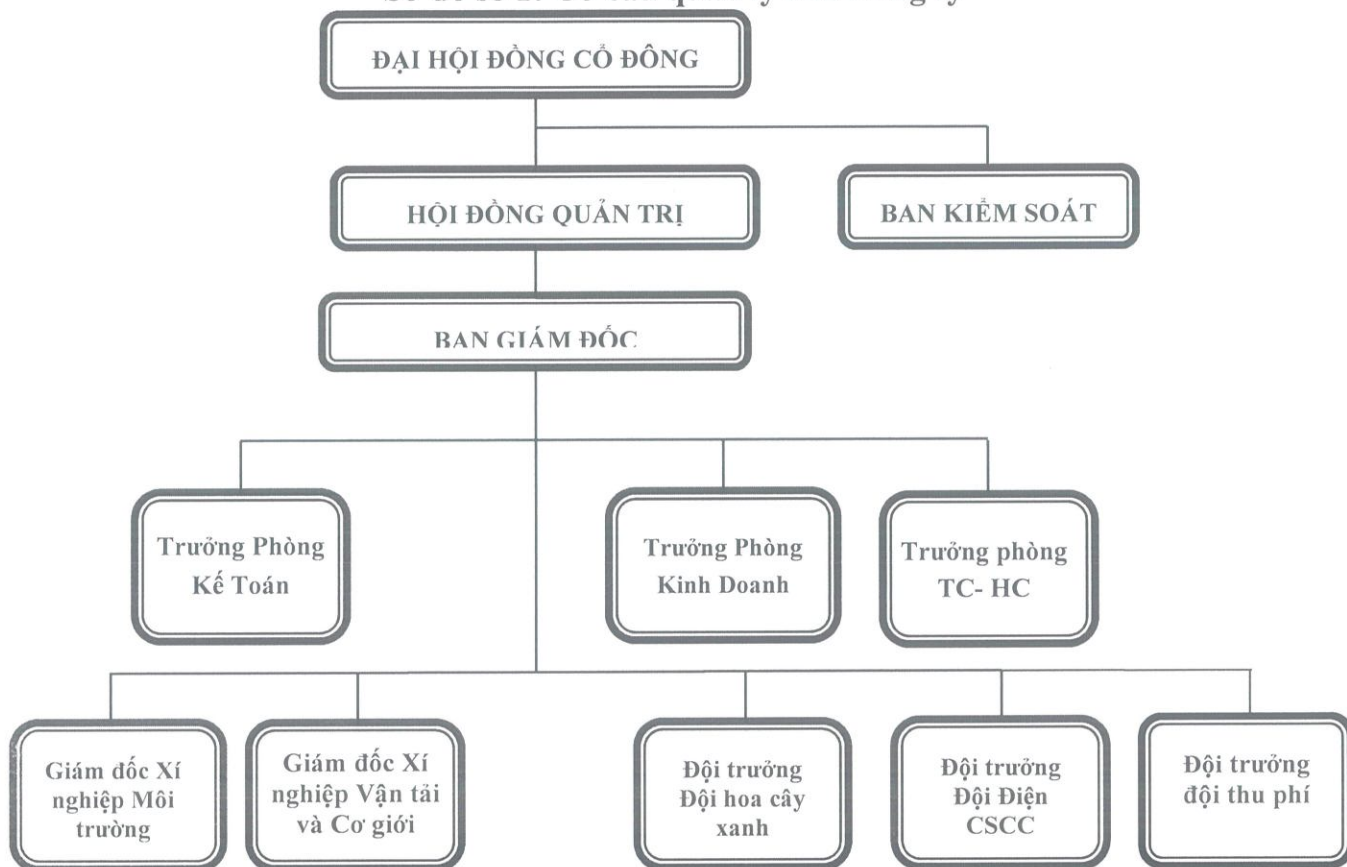 ĐẠI HỘI ĐỒNG CỔ ĐÔNG
HỘI ĐỒNG QUẢN TRỊ
BAN KIỂM SOÁT
BAN GIÁM ĐỐC
Trưởng Phòng
Kế Toán
Trưởng Phòng
Kinh Doanh
Trưởng phòng
TC- HC
Giám đốc Xí
nghiệp Môi
trường
Giám đốc Xí
nghiệp Vận tải
và Cơ giới
Đội trưởng
Đội hoa cây
xanh
Đội trưởng
Đội Điện
CSCC
Đội trưởng
đội thu phí